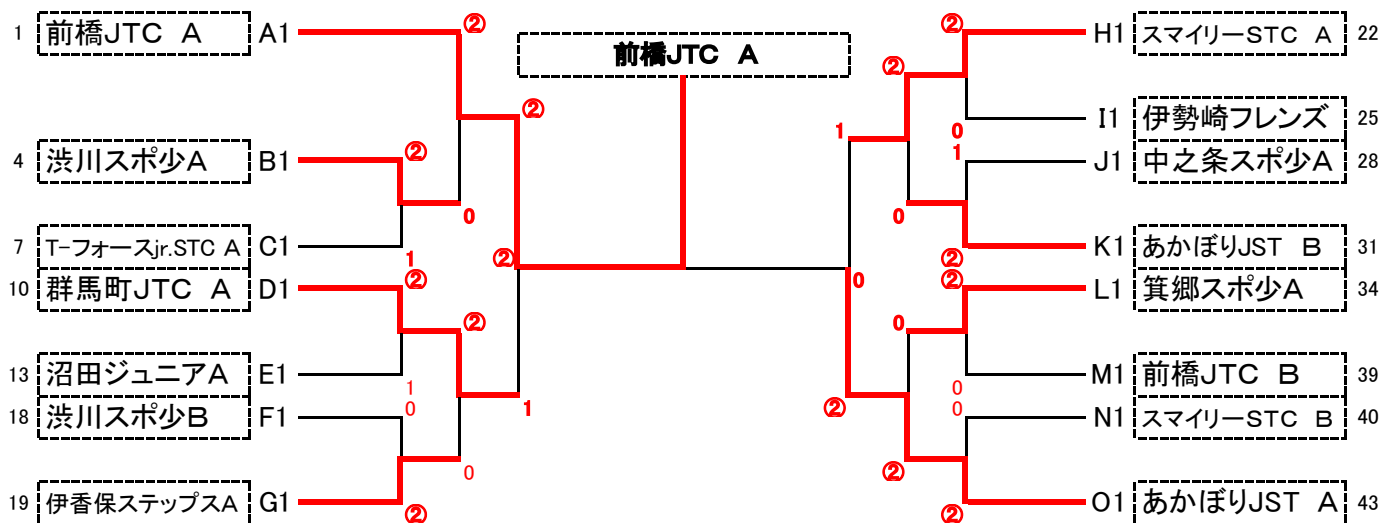 1 前橋JTC A A1 ②
② H1 スマイリーSTC A 22
前橋JTC A
②
②
I1 伊勢崎フレンズ 25
1 0
4 渋川スポ少A B1 ②
1 J1 中之条スポ少A 28
0
0
7 T-フォースjr.STC A C1 1
② K1 あかぼりJST B 31
②
0
10 群馬町JTC A D1 ②
② L1 箕郷スポ少A 34
②
0
13 沼田ジュニアA E1 1
0 M1 前橋JTC B 39
1
②
18 渋川スポ少B F1 0
0 N1 スマイリーSTC B 40
0
②
19 伊香保ステップスA G1 ②
② O1 あかぼりJST A 43